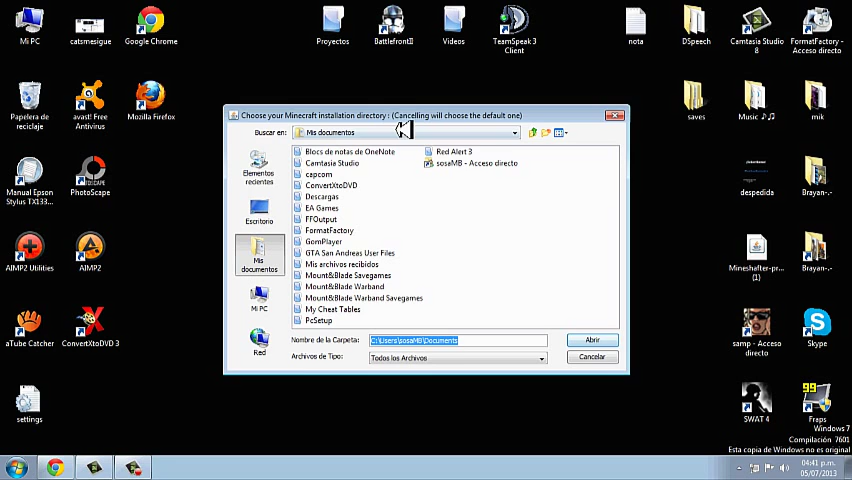 Mi PC
catsmesigue
Google Chrome
Proyectos
BattlefrontII
Videos
TeamSpeak 3
Client
nota
DSpeech
Camtasia Studio
8
FormatFactory
- Acceso directo
Papelera de
reciclaje
avast! Free
Antivirus
Mozilla Firefox
saves
Music ♪♫
mik
Manual Epson
Stylus TX133...
PhotoScape
despedida
Brayan-.-
AIMP2 Utilities
AIMP2
Mineshafter-pr...
(1)
Brayan-.-
aTube Catcher
ConvertXtoDVD 3
samp - Acceso
directo
Skype
settings
SWAT 4
99
Fraps
Choose your Minecraft installation directory : (Cancelling will choose the default one)
Buscar en:
Mis documentos
Elementos
recientes
Escritorio
Mis
documentos
Mi PC
Red
Blocs de notas de OneNote
Camtasia Studio
capcom
ConvertXtoDVD
Descargas
EA Games
FFOutput
FormatFactory
GomPlayer
GTA San Andreas User Files
Mis archivos recibidos
Mount&Blade Savegames
Mount&Blade Warband
Mount&Blade Warband Savegames
My Cheat Tables
PcSetup
Red Alert 3
sosaMB - Acceso directo
Nombre de la Carpeta:
C:\Users\sosaMB\Documents
Abrir
Archivos de Tipo:
Todos los Archivos
Cancelar
Windows 7
Compilación 7601
Esta copia de Windows no es original
04:41 p.m.
05/07/2013